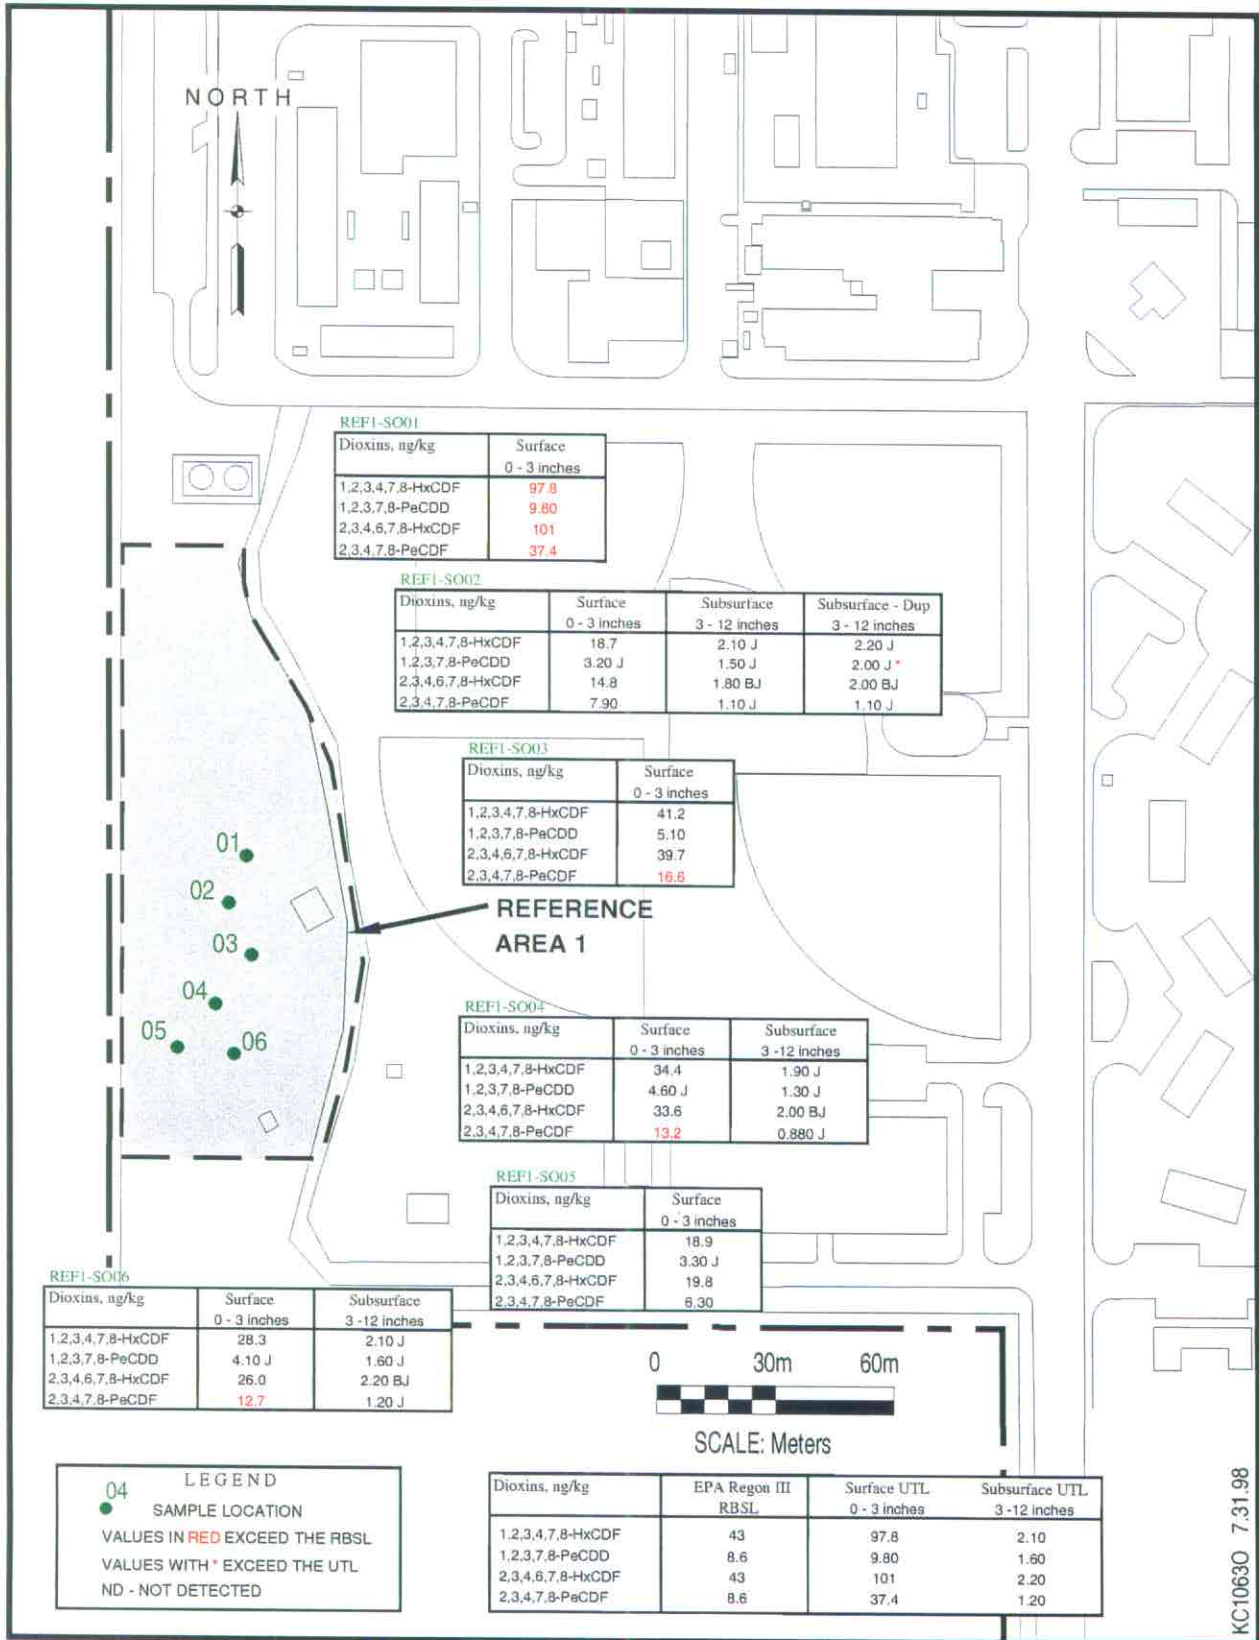 NORTH
REF1-SO01
Dioxins, ng/kg Surface
0 - 3 inches
1,2,3,4,7,8-HxCDF 97.8
1,2,3,7,8-PeCDD 9.80
2,3,4,6,7,8-HxCDF 101
2,3,4,7,8-PeCDF 37.4
REF1-SO02
Dioxins, ng/kg Surface Subsurface Subsurface - Dup
0 - 3 inches 3 - 12 inches 3 - 12 inches
1,2,3,4,7,8-HxCDF 18.7 2.10 J 2.20 J
1,2,3,7,8-PeCDD 3.20 J 1.50 J 2.00 J *
2,3,4,6,7,8-HxCDF 14.8 1.80 BJ 2.00 BJ
2,3,4,7,8-PeCDF 7.90 1.10 J 1.10 J
REF1-SO03
Dioxins, ng/kg Surface
0 - 3 inches
1,2,3,4,7,8-HxCDF 41.2
1,2,3,7,8-PeCDD 5.10
2,3,4,6,7,8-HxCDF 39.7
2,3,4,7,8-PeCDF 16.6
01
02
03
04
05
06
REFERENCE
AREA 1
REF1-SO04
Dioxins, ng/kg Surface Subsurface
0 - 3 inches 3 -12 inches
1,2,3,4,7,8-HxCDF 34.4 1.90 J
1,2,3,7,8-PeCDD 4.60 J 1.30 J
2,3,4,6,7,8-HxCDF 33.6 2.00 BJ
2,3,4,7,8-PeCDF 13.2 0.880 J
REF1-SO05
Dioxins, ng/kg Surface
0 - 3 inches
1,2,3,4,7,8-HxCDF 18.9
1,2,3,7,8-PeCDD 3.30 J
2,3,4,6,7,8-HxCDF 19.8
2,3,4,7,8-PeCDF 6.30
REF1-SO06
Dioxins, ng/kg Surface Subsurface
0 - 3 inches 3 -12 inches
1,2,3,4,7,8-HxCDF 28.3 2.10 J
1,2,3,7,8-PeCDD 4.10 J 1.60 J
2,3,4,6,7,8-HxCDF 26.0 2.20 BJ
2,3,4,7,8-PeCDF 12.7 1.20 J
0 30m 60m
SCALE: Meters
LEGEND
04
SAMPLE LOCATION
VALUES IN RED EXCEED THE RBSL
VALUES WITH * EXCEED THE UTL
ND - NOT DETECTED
Dioxins, ng/kg EPA Regon III Surface UTL Subsurface UTL
RBSL 0 - 3 inches 3 -12 inches
1,2,3,4,7,8-HxCDF 43 97.8 2.10
1,2,3,7,8-PeCDD 8.6 9.80 1.60
2,3,4,6,7,8-HxCDF 43 101 2.20
2,3,4,7,8-PeCDF 8.6 37.4 1.20
KC1063O 7.31.98